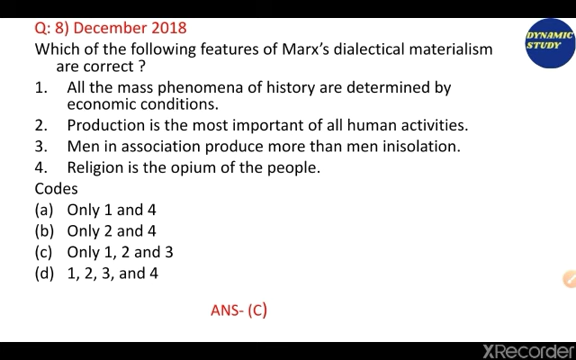 Q: 8) December 2018
DYNAMIC
STUDY
Which of the following features of Marx's dialectical materialism
are correct ?
1. All the mass phenomena of history are determined by
economic conditions.
2. Production is the most important of all human activities.
3. Men in association produce more than men inisolation.
4. Religion is the opium of the people.
Codes
(a) Only 1 and 4
(b) Only 2 and 4
(c) Only 1, 2 and 3
(d) 1, 2, 3, and 4
ANS- (C)
XRecorder